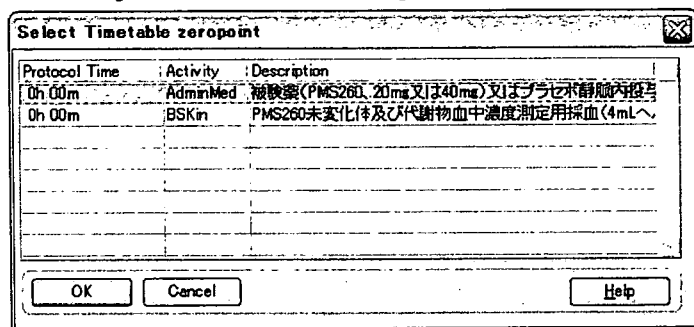 Select Timetable zeropoint
Protocol Time Activity Description
0h 00m AdminMed 被験薬(PMS260、20mg又は40mg)又はプラセボ静脈内投与
0h 00m BSKin PMS260未変化体及び代謝物血中濃度測定用採血(4mLヘ
OK Cancel Help